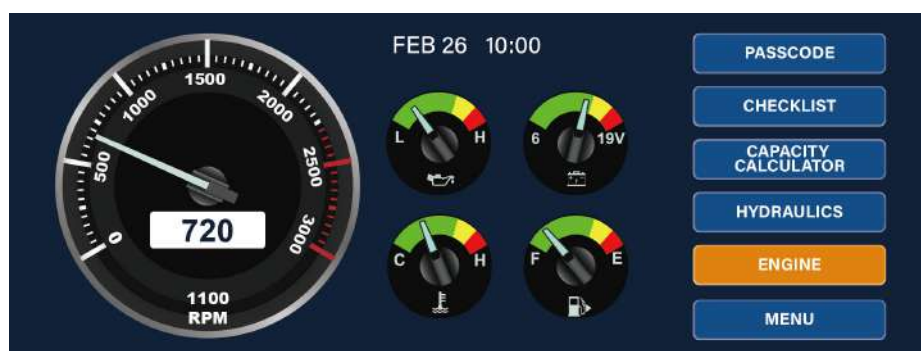 FEB 26 10:00
0
500
1000
1500
2000
2500
3000
720
1100
RPM
L H
6 19V
C H
F E
PASSCODE
CHECKLIST
CAPACITY
CALCULATOR
HYDRAULICS
ENGINE
MENU